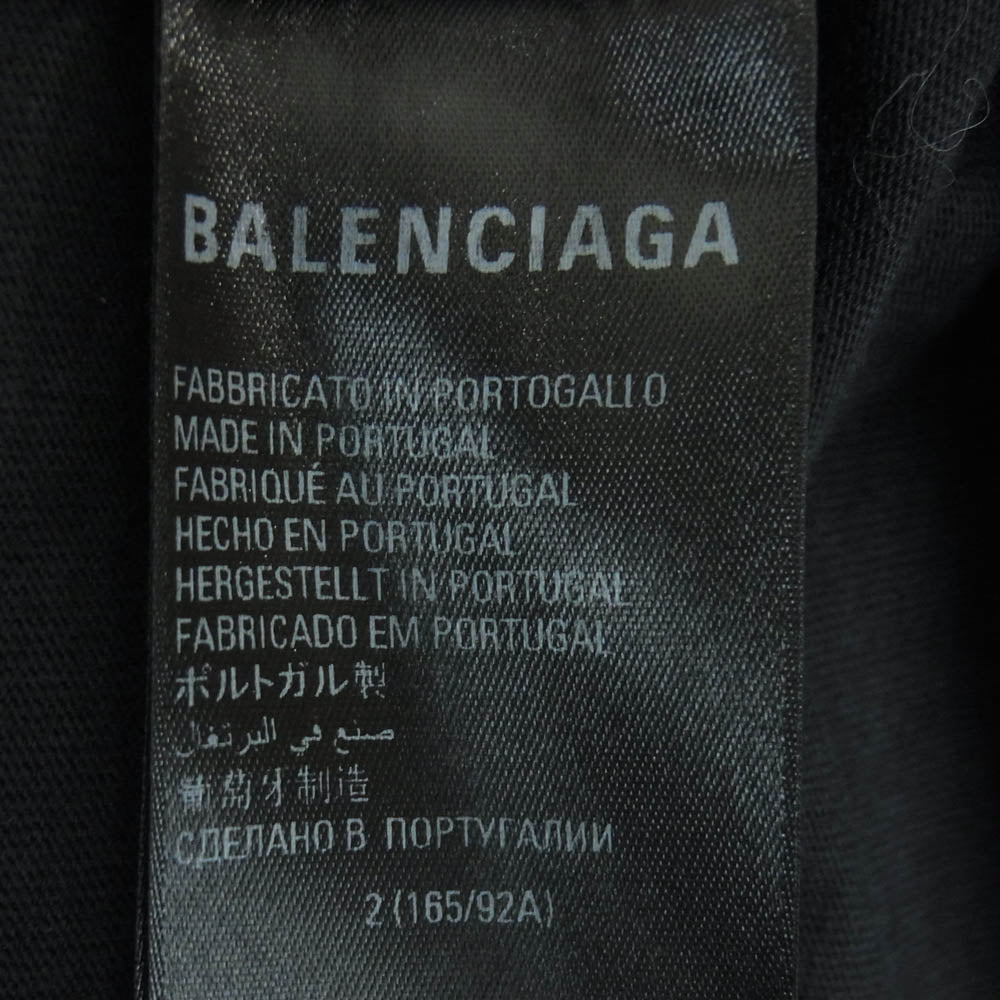 BALENCIAGA
FABBRICATO IN PORTOGALLO
MADE IN PORTUGAL
FABRIQUÉ AU PORTUGAL
HECHO EN PORTUGAL
HERGESTELLT IN PORTUGAL
FABRICADO EM PORTUGAL
ポルトガル製
صنع في البرتغال
葡萄牙制造
СДЕЛАНО В ПОРТУГАЛИИ
2 (165/92A)